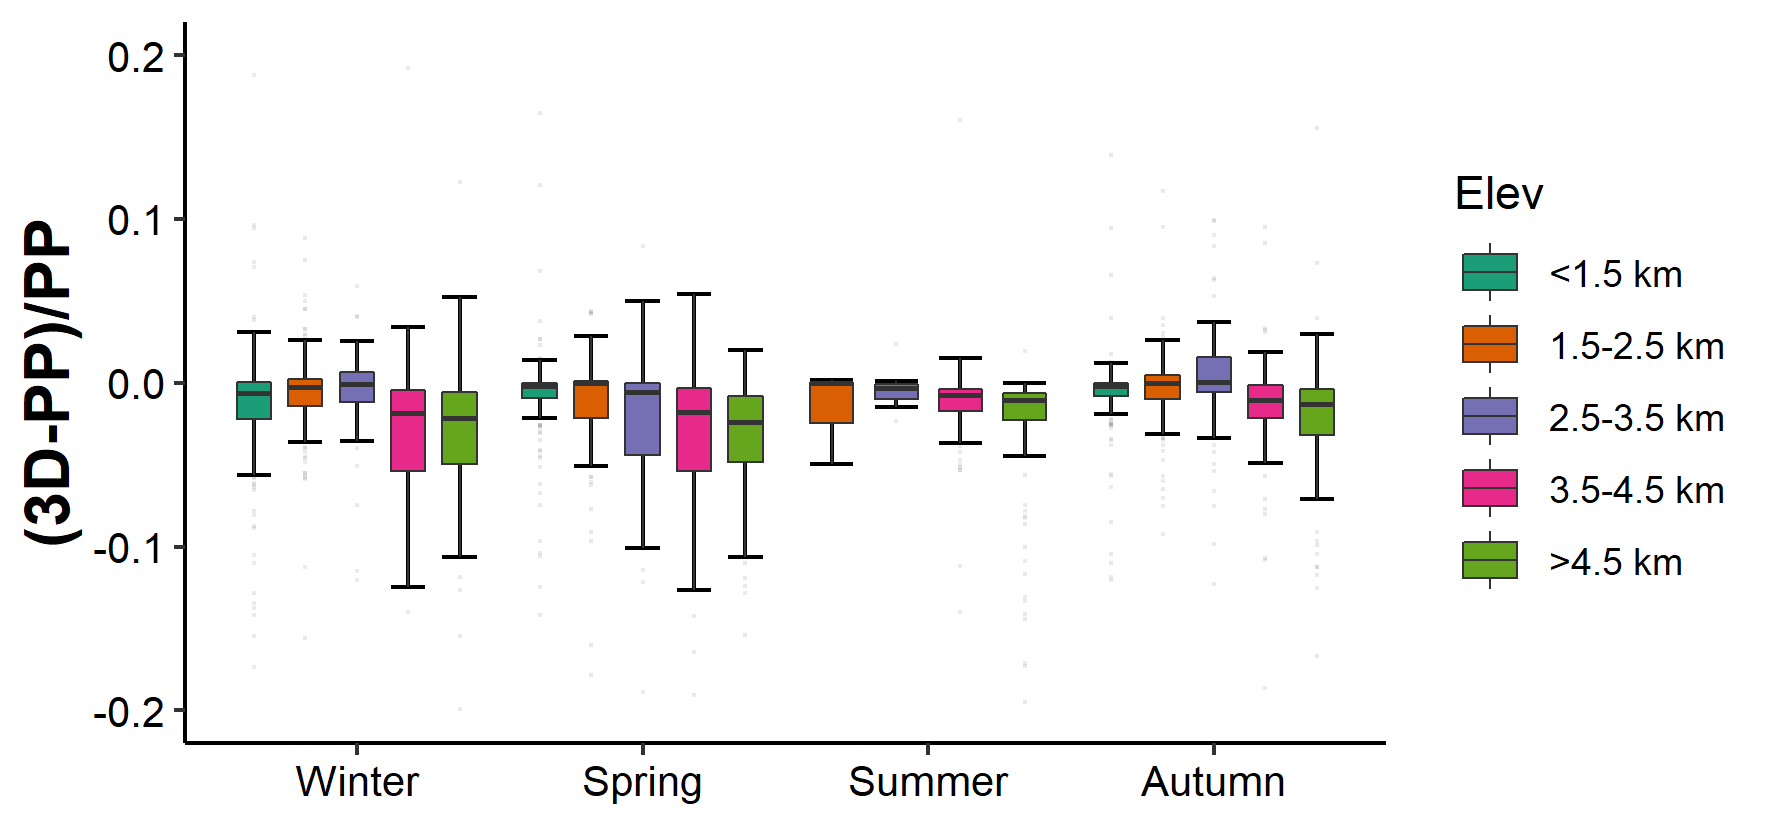 (3D-PP)/PP
0.2
0.1
0.0
-0.1
-0.2
Winter
Spring
Summer
Autumn
Elev
<1.5 km
1.5-2.5 km
2.5-3.5 km
3.5-4.5 km
>4.5 km